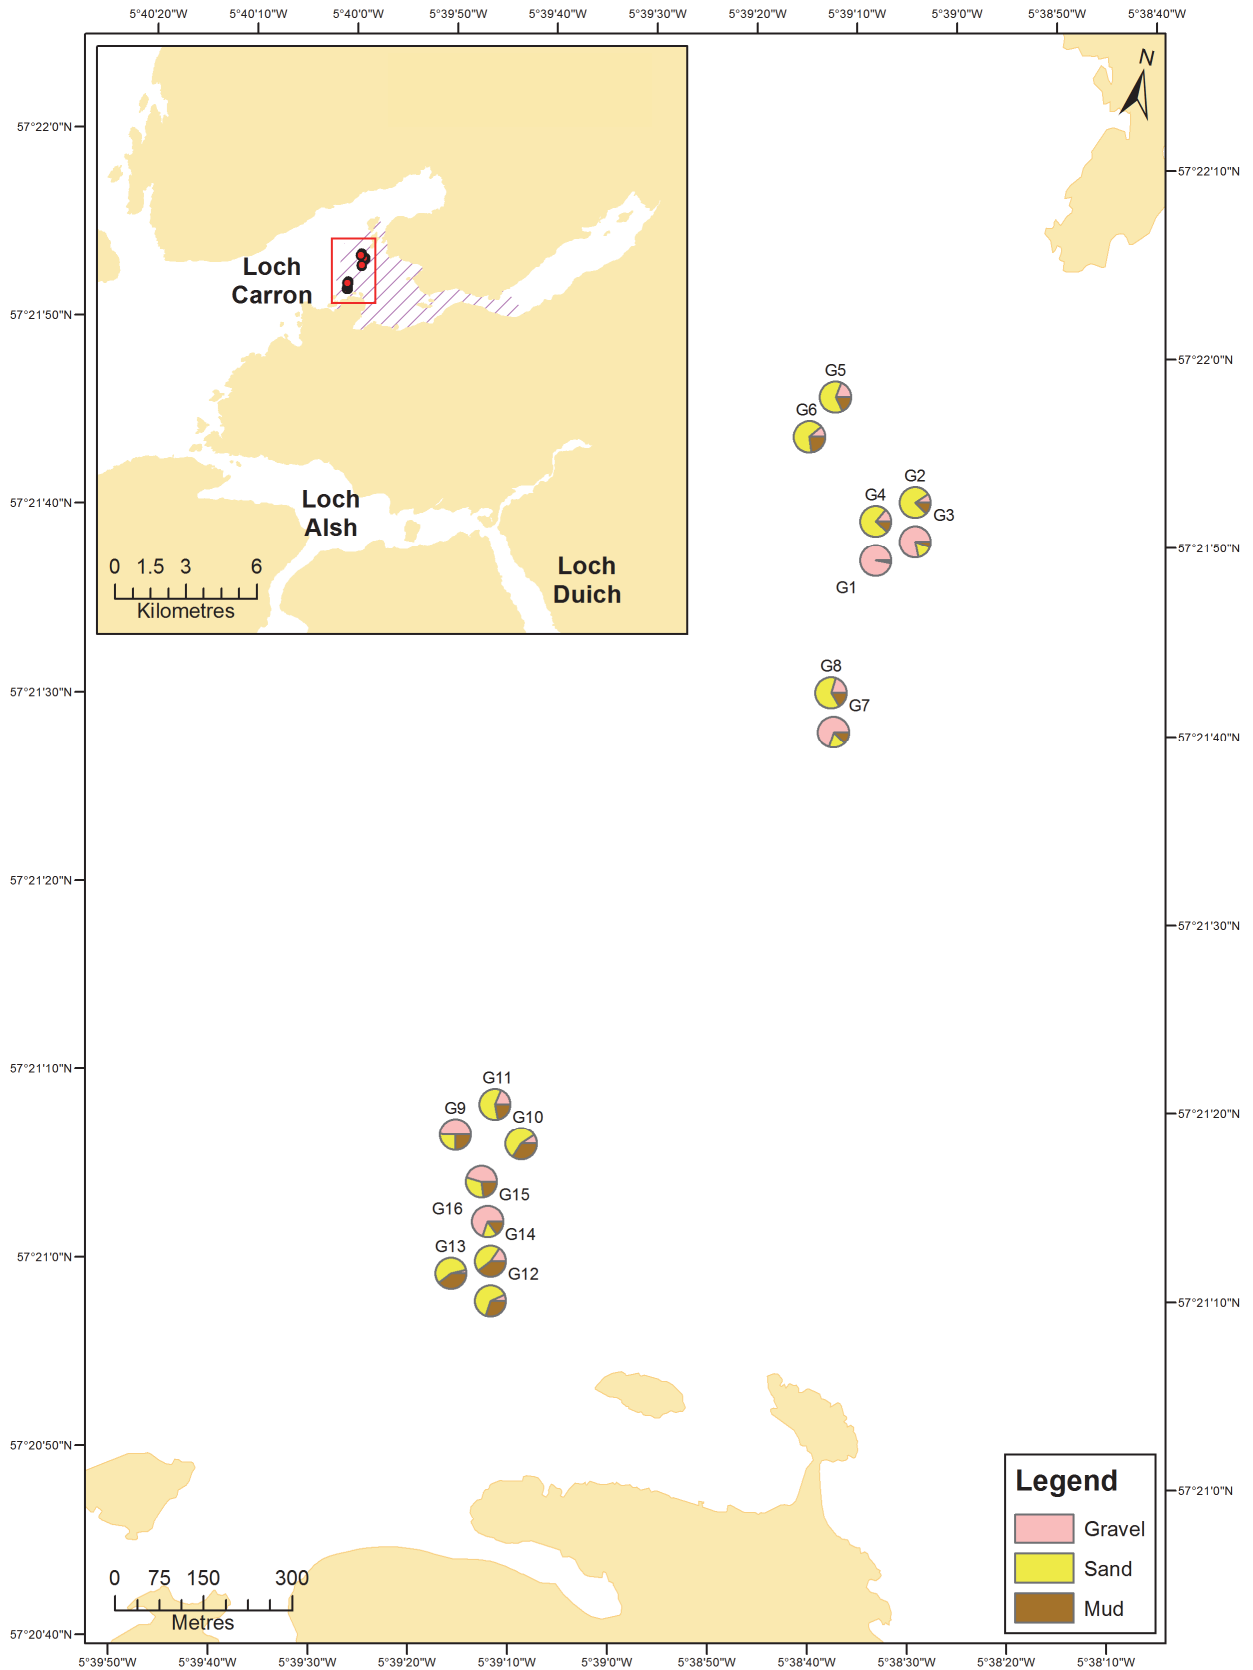 5°40'20"W 5°40'10"W 5°40'0"W 5°39'50"W 5°39'40"W 5°39'30"W 5°39'20"W 5°39'10"W 5°39'0"W 5°38'50"W 5°38'40"W
N
57°22'0"N
57°22'10"N
Loch
Carron
57°21'50"N
57°22'0"N
G5
G6
G2
G4
G3
57°21'40"N
57°21'50"N
Loch
Alsh
Loch
Duich
0 1.5 3 6
Kilometres
G1
G8
57°21'30"N
G7
57°21'40"N
57°21'20"N
57°21'30"N
57°21'10"N
G11
G9
G10
57°21'20"N
G15
G16
G14
G13
57°21'0"N
G12
57°21'10"N
57°20'50"N
57°21'0"N
Legend
Gravel
Sand
Mud
0 75 150 300
Metres
57°20'40"N
5°39'50"W 5°39'40"W 5°39'30"W 5°39'20"W 5°39'10"W 5°39'0"W 5°38'50"W 5°38'40"W 5°38'30"W 5°38'20"W 5°38'10"W